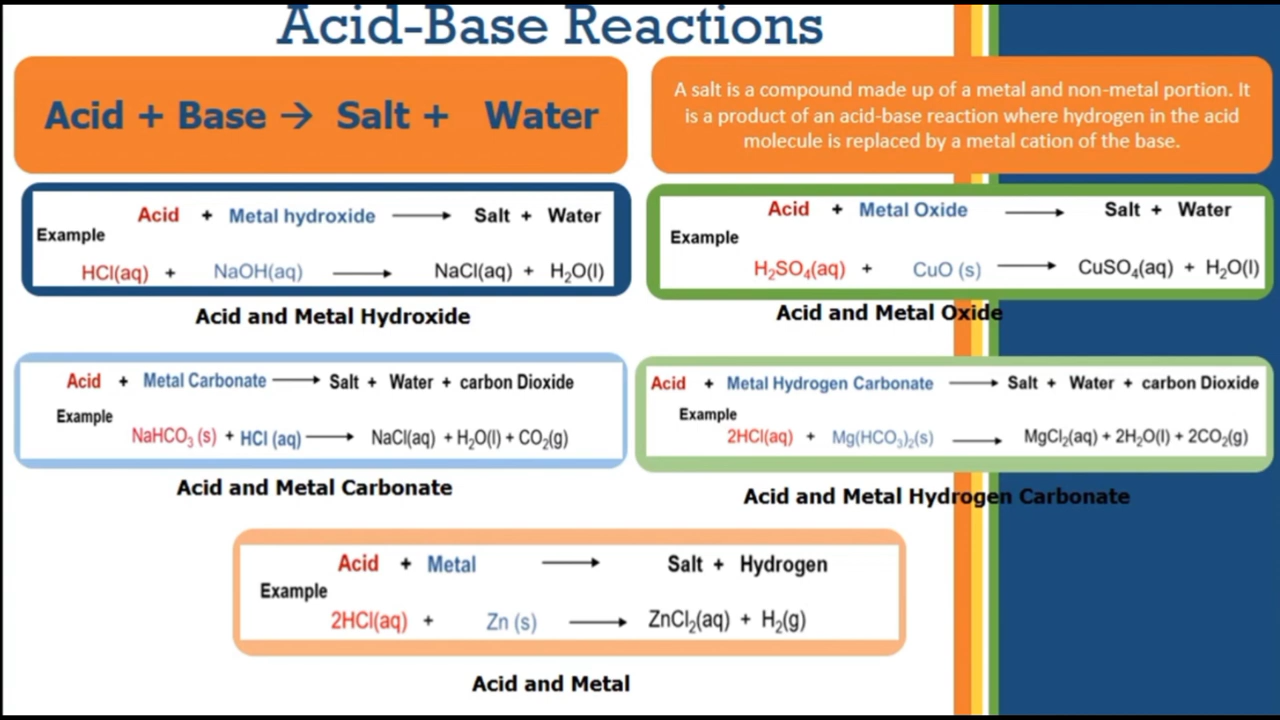 Acid-Base Reactions
Acid + Base → Salt + Water
A salt is a compound made up of a metal and non-metal portion. It
is a product of an acid-base reaction where hydrogen in the acid
molecule is replaced by a metal cation of the base.
Acid + Metal hydroxide → Salt + Water
Example
HCl(aq) + NaOH(aq) → NaCl(aq) + H₂O(l)
Acid and Metal Hydroxide
Acid + Metal Oxide → Salt + Water
Example
H₂SO₄(aq) + CuO (s) → CuSO₄(aq) + H₂O(l)
Acid and Metal Oxide
Acid + Metal Carbonate → Salt + Water + carbon Dioxide
Example
NaHCO₃ (s) + HCl (aq) → NaCl(aq) + H₂O(l) + CO₂(g)
Acid and Metal Carbonate
Acid + Metal Hydrogen Carbonate → Salt + Water + carbon Dioxide
Example
2HCl(aq) + Mg(HCO₃)₂(s) → MgCl₂(aq) + 2H₂O(l) + 2CO₂(g)
Acid and Metal Hydrogen Carbonate
Acid + Metal → Salt + Hydrogen
Example
2HCl(aq) + Zn (s) → ZnCl₂(aq) + H₂(g)
Acid and Metal